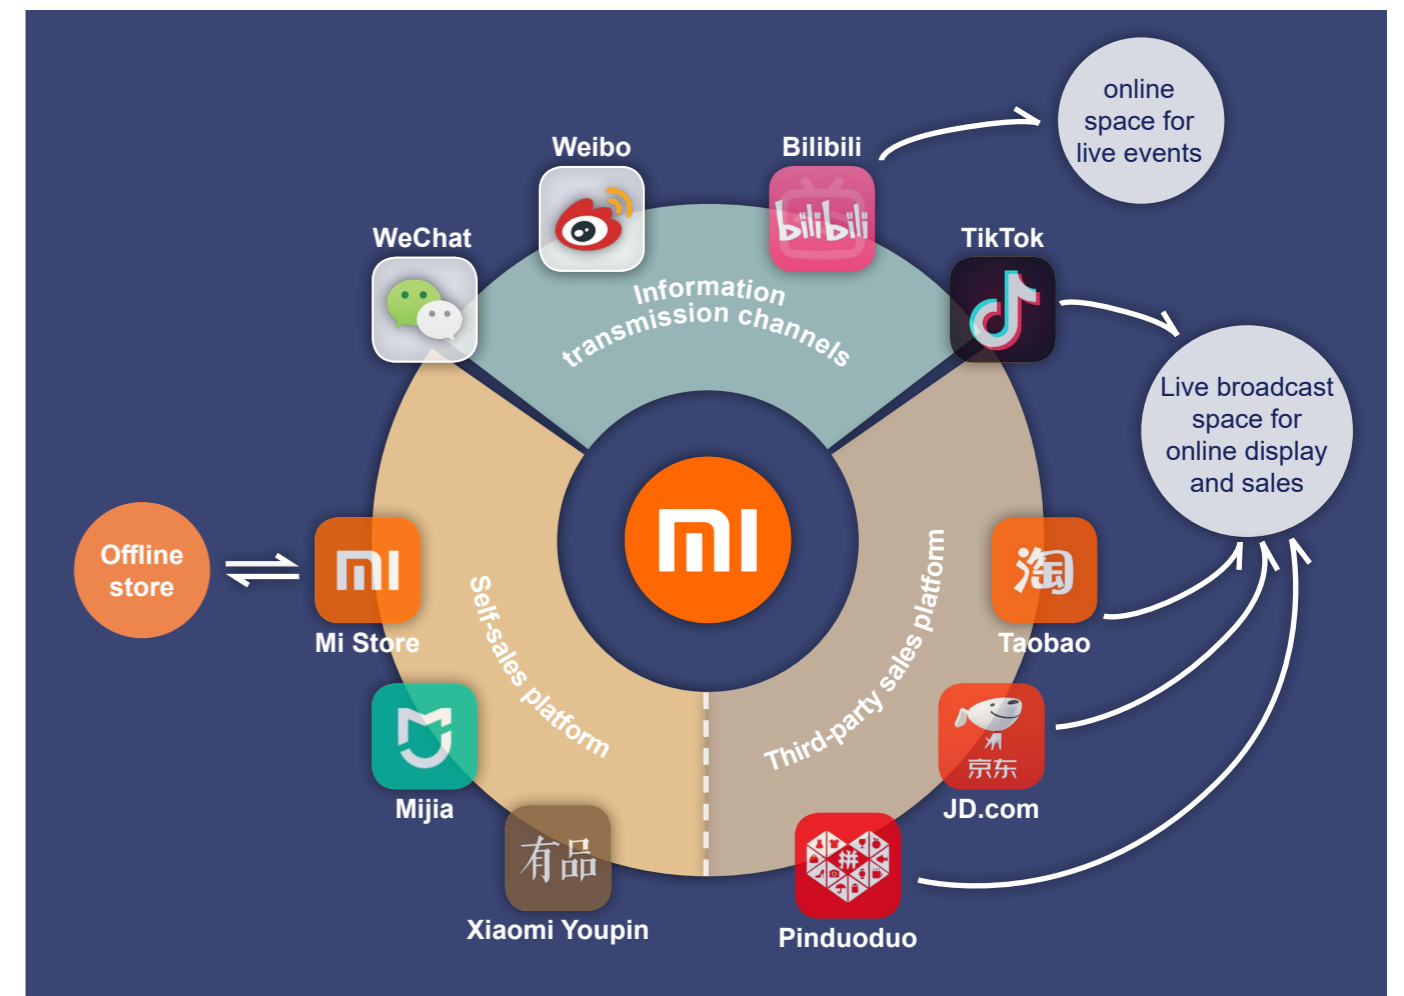 online
space for
live events
Weibo
Bilibili
bilibili
WeChat
TikTok
Information
transmission channels
Live broadcast
space for
online display
and sales
mi
Offline
store
mi
Mi Store
Self-sales platform
Third-party sales platform
淘
Taobao
Mijia
京东
JD.com
有品
Xiaomi Youpin
拼
Pinduoduo